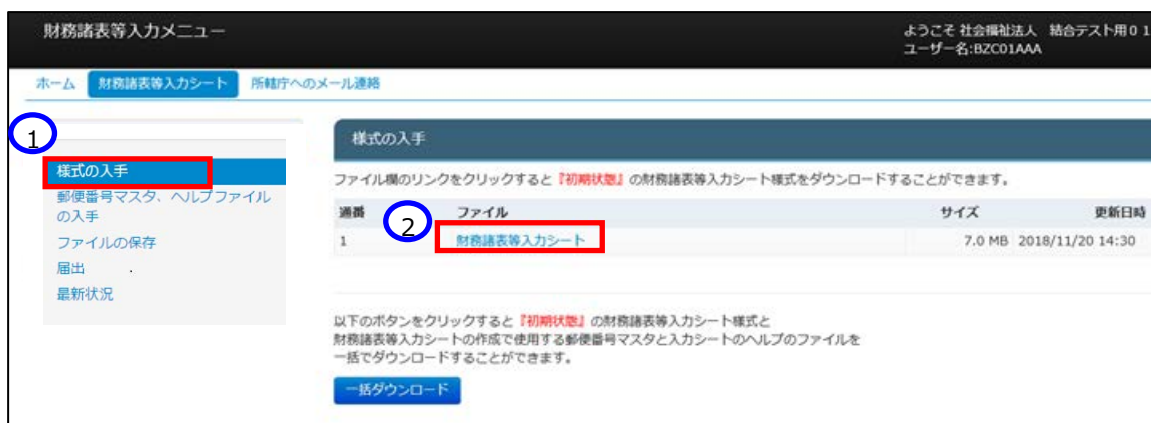 財務諸表等入力メニュー
ようこそ 社会福祉法人　結合テスト用０１
ユーザー名:BZC01AAA
ホーム 財務諸表等入力シート 所轄庁へのメール連絡
1
様式の入手
郵便番号マスタ、ヘルプファイル
の入手
ファイルの保存
届出
最新状況
様式の入手
ファイル欄のリンクをクリックすると『初期状態』の財務諸表等入力シート様式をダウンロードすることができます。
通番 ファイル サイズ 更新日時
2
1 財務諸表等入力シート 7.0 MB 2018/11/20 14:30
以下のボタンをクリックすると『初期状態』の財務諸表等入力シート様式と
財務諸表等入力シートの作成で使用する郵便番号マスタと入力シートのヘルプのファイルを
一括でダウンロードすることができます。
一括ダウンロード